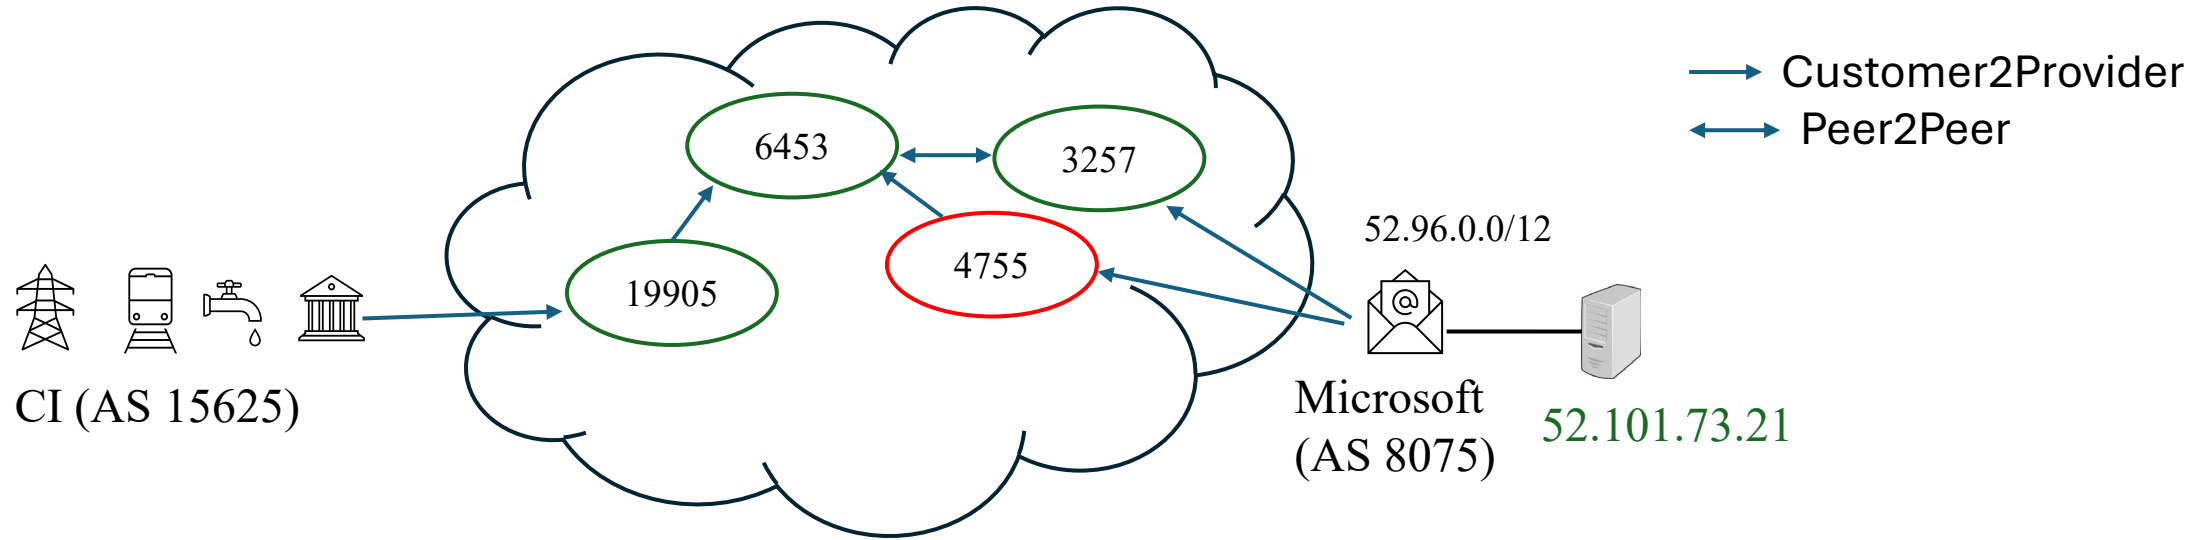 Customer2Provider
Peer2Peer
6453
3257
52.96.0.0/12
4755
19905
@
CI (AS 15625)
Microsoft
(AS 8075)
52.101.73.21